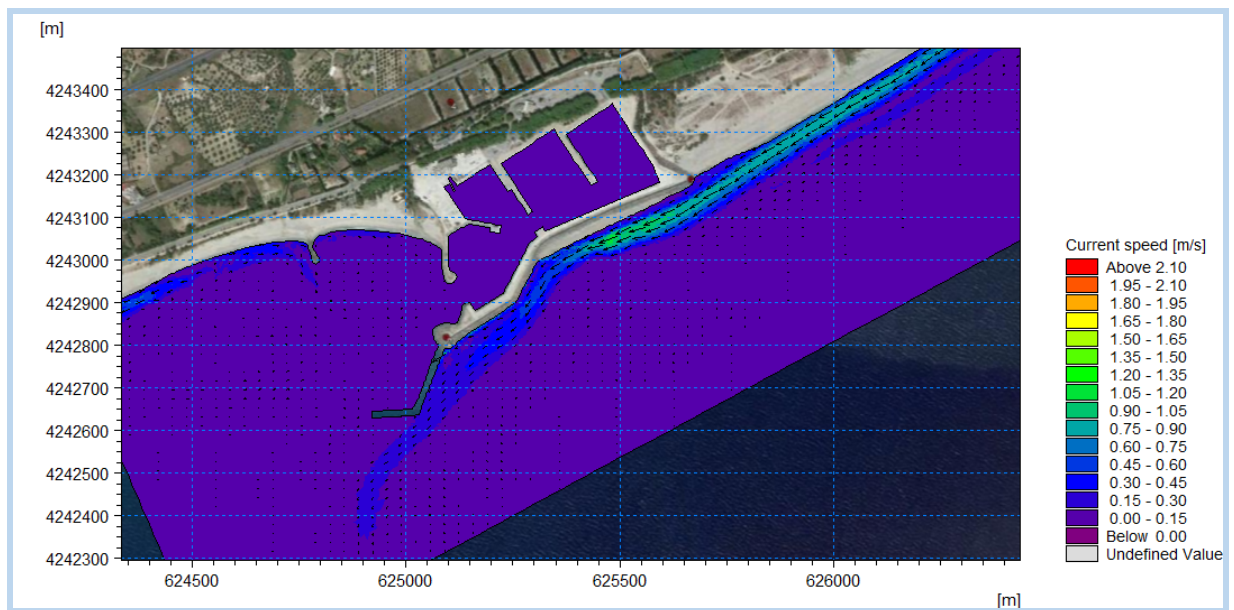 [m]
4243400
4243300
4243200
4243100
4243000
4242900
4242800
4242700
4242600
4242500
4242400
4242300
624500 625000 625500 626000
[m]
Current speed [m/s]
Above 2.10
1.95 - 2.10
1.80 - 1.95
1.65 - 1.80
1.50 - 1.65
1.35 - 1.50
1.20 - 1.35
1.05 - 1.20
0.90 - 1.05
0.75 - 0.90
0.60 - 0.75
0.45 - 0.60
0.30 - 0.45
0.15 - 0.30
0.00 - 0.15
Below 0.00
Undefined Value